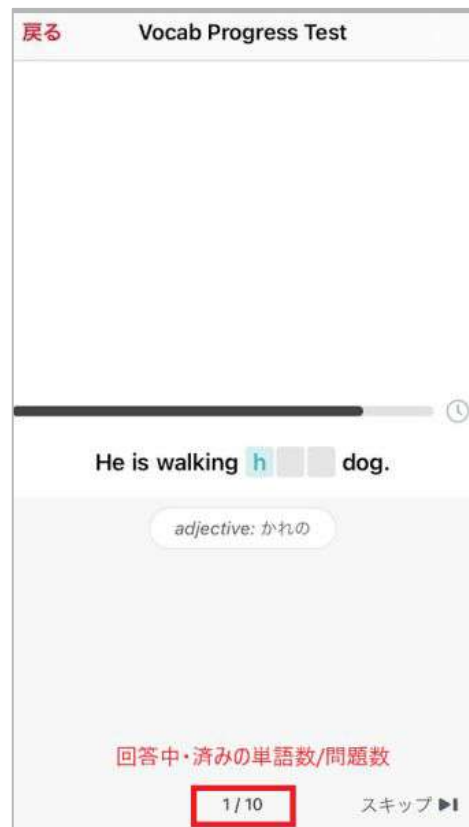 戻る Vocab Progress Test
He is walking h dog.
adjective: かれの
回答中・済みの単語数/問題数
1 / 10 スキップ